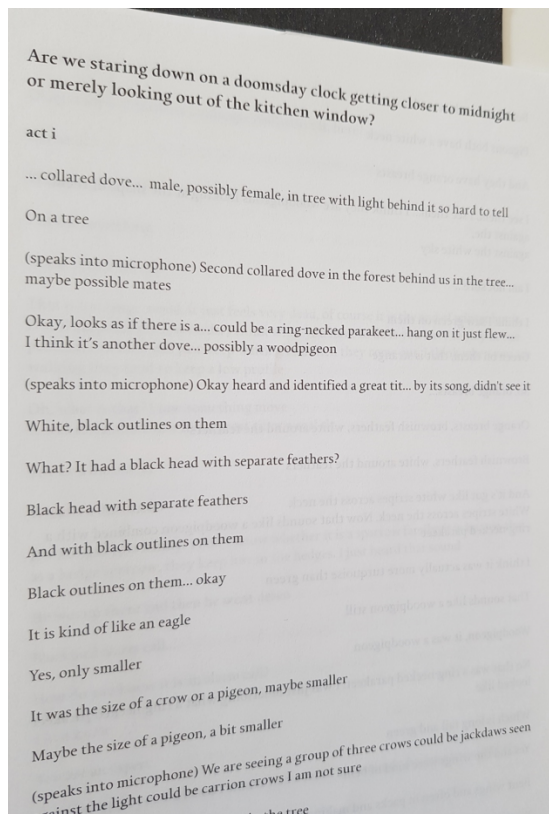 Are we staring down on a doomsday clock getting closer to midnight
or merely looking out of the kitchen window?
act i
... collared dove... male, possibly female, in tree with light behind it so hard to tell
On a tree
(speaks into microphone) Second collared dove in the forest behind us in the tree...
maybe possible mates
Okay, looks as if there is a... could be a ring-necked parakeet... hang on it just flew...
I think it's another dove... possibly a woodpigeon
(speaks into microphone) Okay heard and identified a great tit... by its song, didn't see it
White, black outlines on them
What? It had a black head with separate feathers?
Black head with separate feathers
And with black outlines on them
Black outlines on them... okay
It is kind of like an eagle
Yes, only smaller
It was the size of a crow or a pigeon, maybe smaller
Maybe the size of a pigeon, a bit smaller
(speaks into microphone) We are seeing a group of three crows could be jackdaws seen
the light could be carrion crows I am not sure
the tree